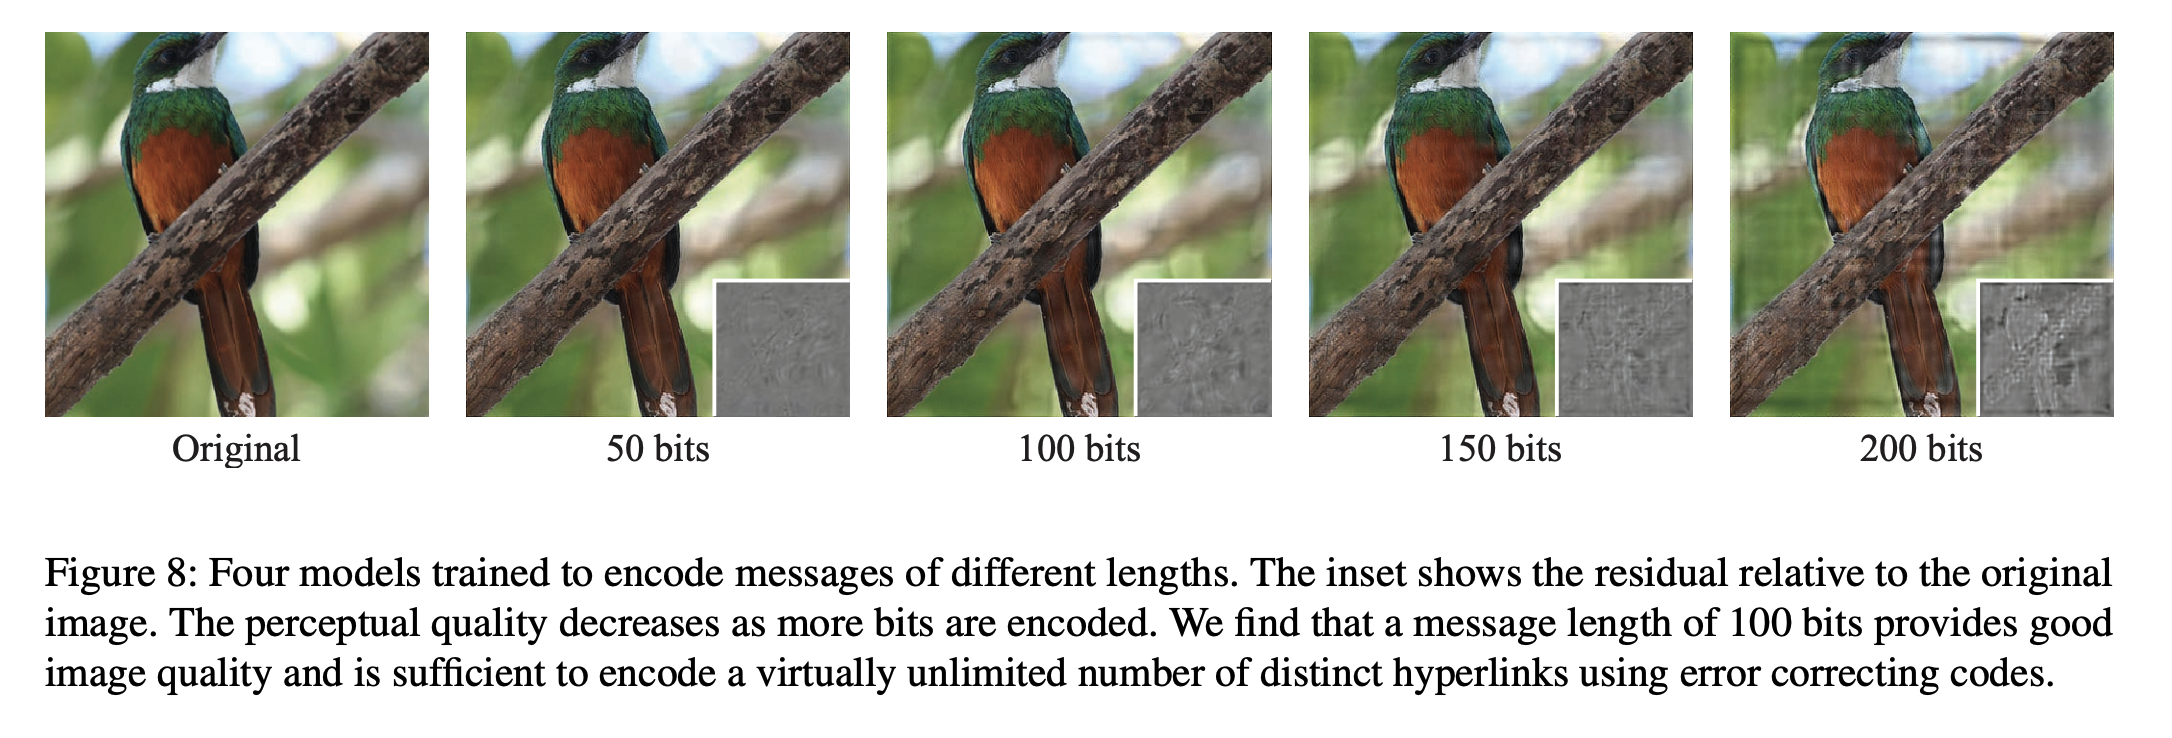 Original
50 bits
100 bits
150 bits
200 bits
Figure 8: Four models trained to encode messages of different lengths. The inset shows the residual relative to the original
image. The perceptual quality decreases as more bits are encoded. We find that a message length of 100 bits provides good
image quality and is sufficient to encode a virtually unlimited number of distinct hyperlinks using error correcting codes.